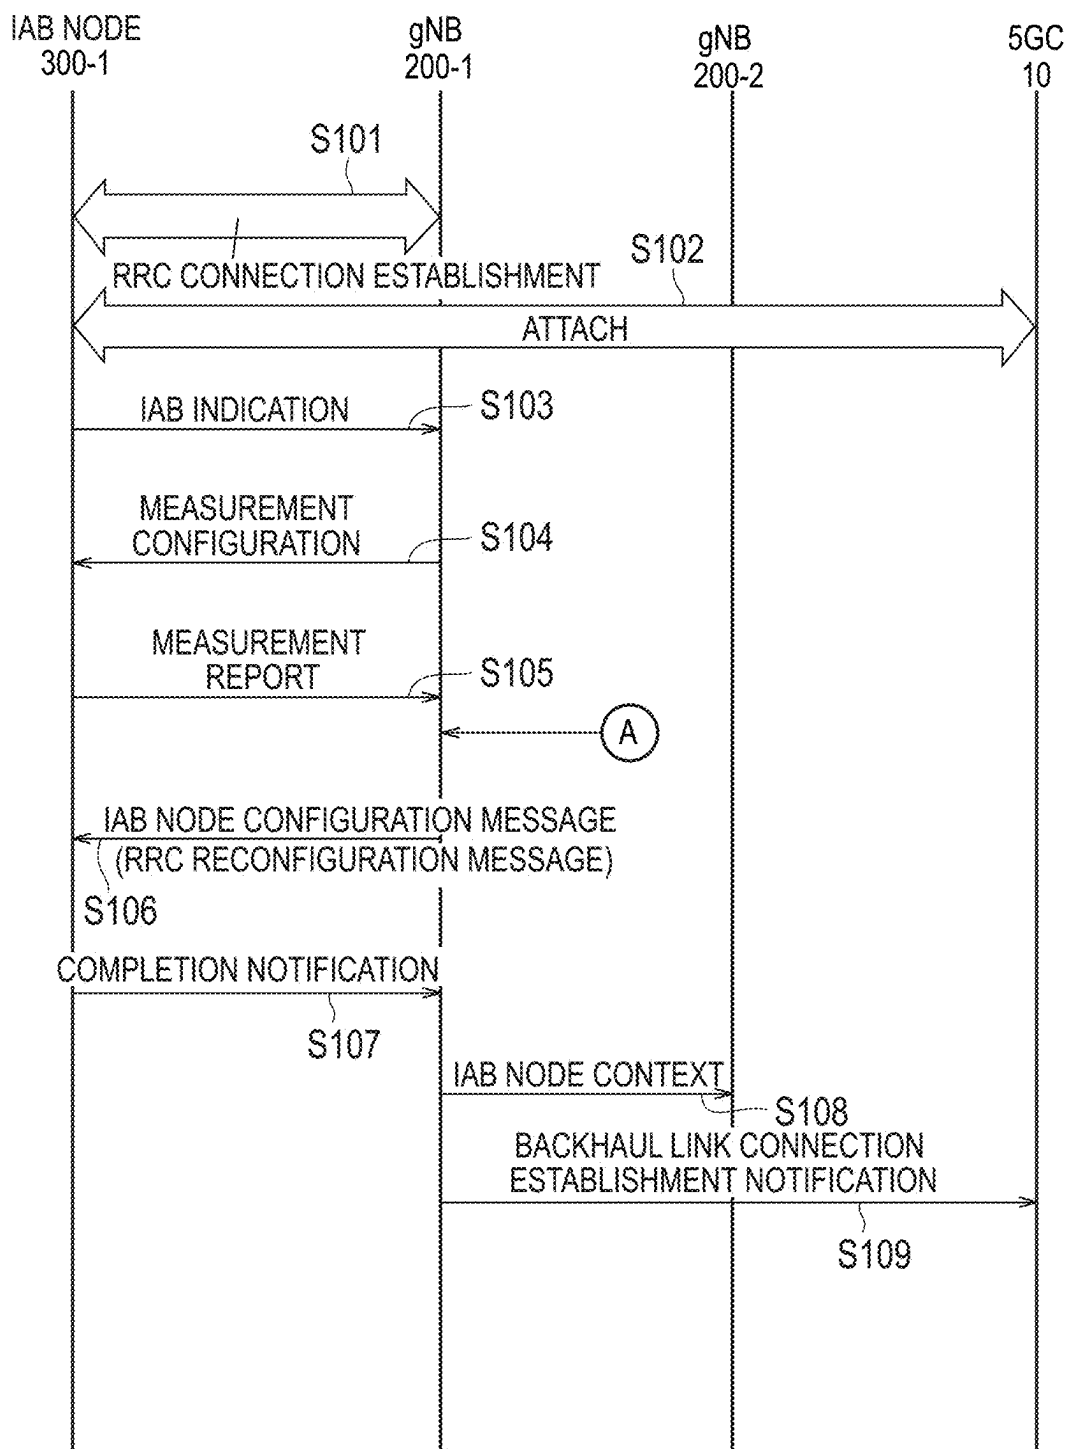 IAB NODE
300-1
gNB
200-1
gNB
200-2
5GC
10
S101
RRC CONNECTION ESTABLISHMENT
S102
ATTACH
IAB INDICATION
S103
MEASUREMENT
CONFIGURATION
S104
MEASUREMENT
REPORT
S105
A
IAB NODE CONFIGURATION MESSAGE
(RRC RECONFIGURATION MESSAGE)
S106
COMPLETION NOTIFICATION
S107
IAB NODE CONTEXT
S108
BACKHAUL LINK CONNECTION
ESTABLISHMENT NOTIFICATION
S109